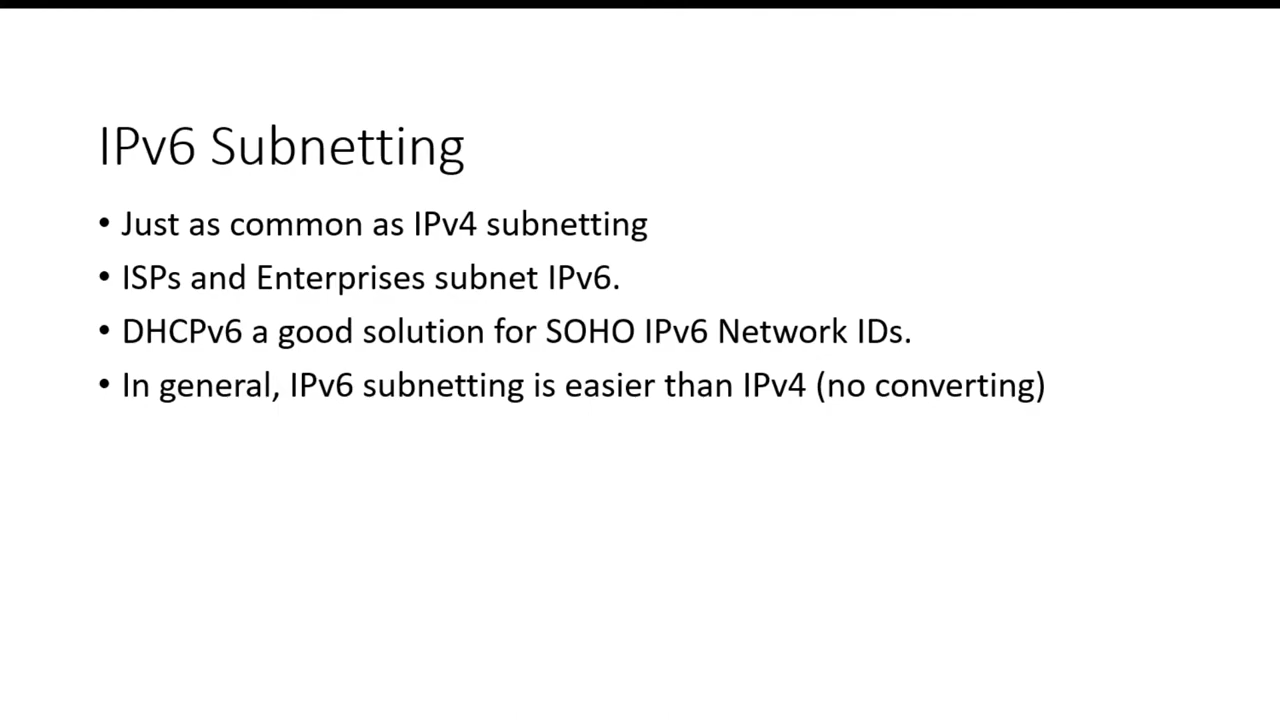 IPv6 Subnetting
• Just as common as IPv4 subnetting
• ISPs and Enterprises subnet IPv6.
• DHCPv6 a good solution for SOHO IPv6 Network IDs.
• In general, IPv6 subnetting is easier than IPv4 (no converting)